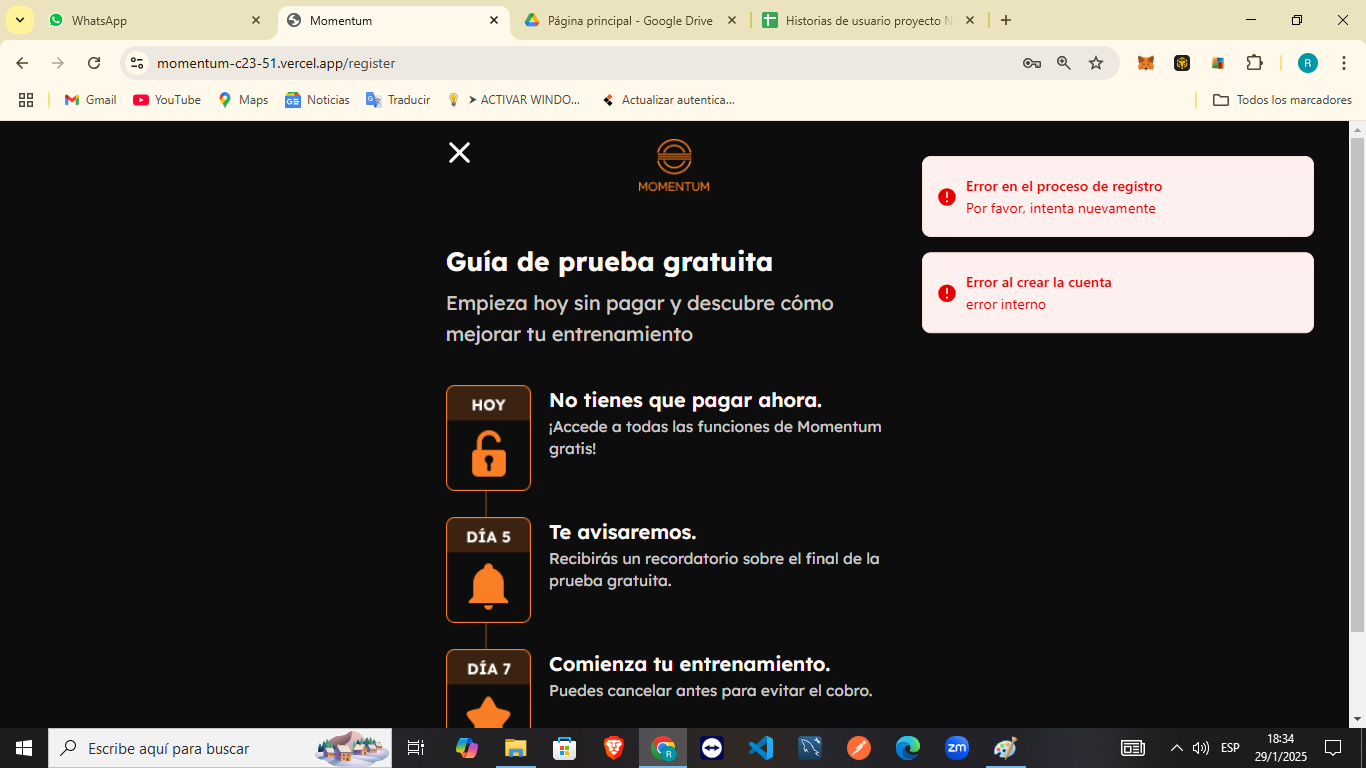 WhatsApp
Momentum
Página principal - Google Drive
Historias de usuario proyecto N
momentum-c23-51.vercel.app/register
R
Gmail
YouTube
Maps
Noticias
Traducir
➤ ACTIVAR WINDO...
Actualizar autentica...
Todos los marcadores
MOMENTUM
Error en el proceso de registro
Por favor, intenta nuevamente
Error al crear la cuenta
error interno
Guía de prueba gratuita
Empieza hoy sin pagar y descubre cómo
mejorar tu entrenamiento
HOY
No tienes que pagar ahora.
¡Accede a todas las funciones de Momentum
gratis!
DÍA 5
Te avisaremos.
Recibirás un recordatorio sobre el final de la
prueba gratuita.
DÍA 7
Comienza tu entrenamiento.
Puedes cancelar antes para evitar el cobro.
Escribe aquí para buscar
R
zm
ESP
18:34
29/1/2025